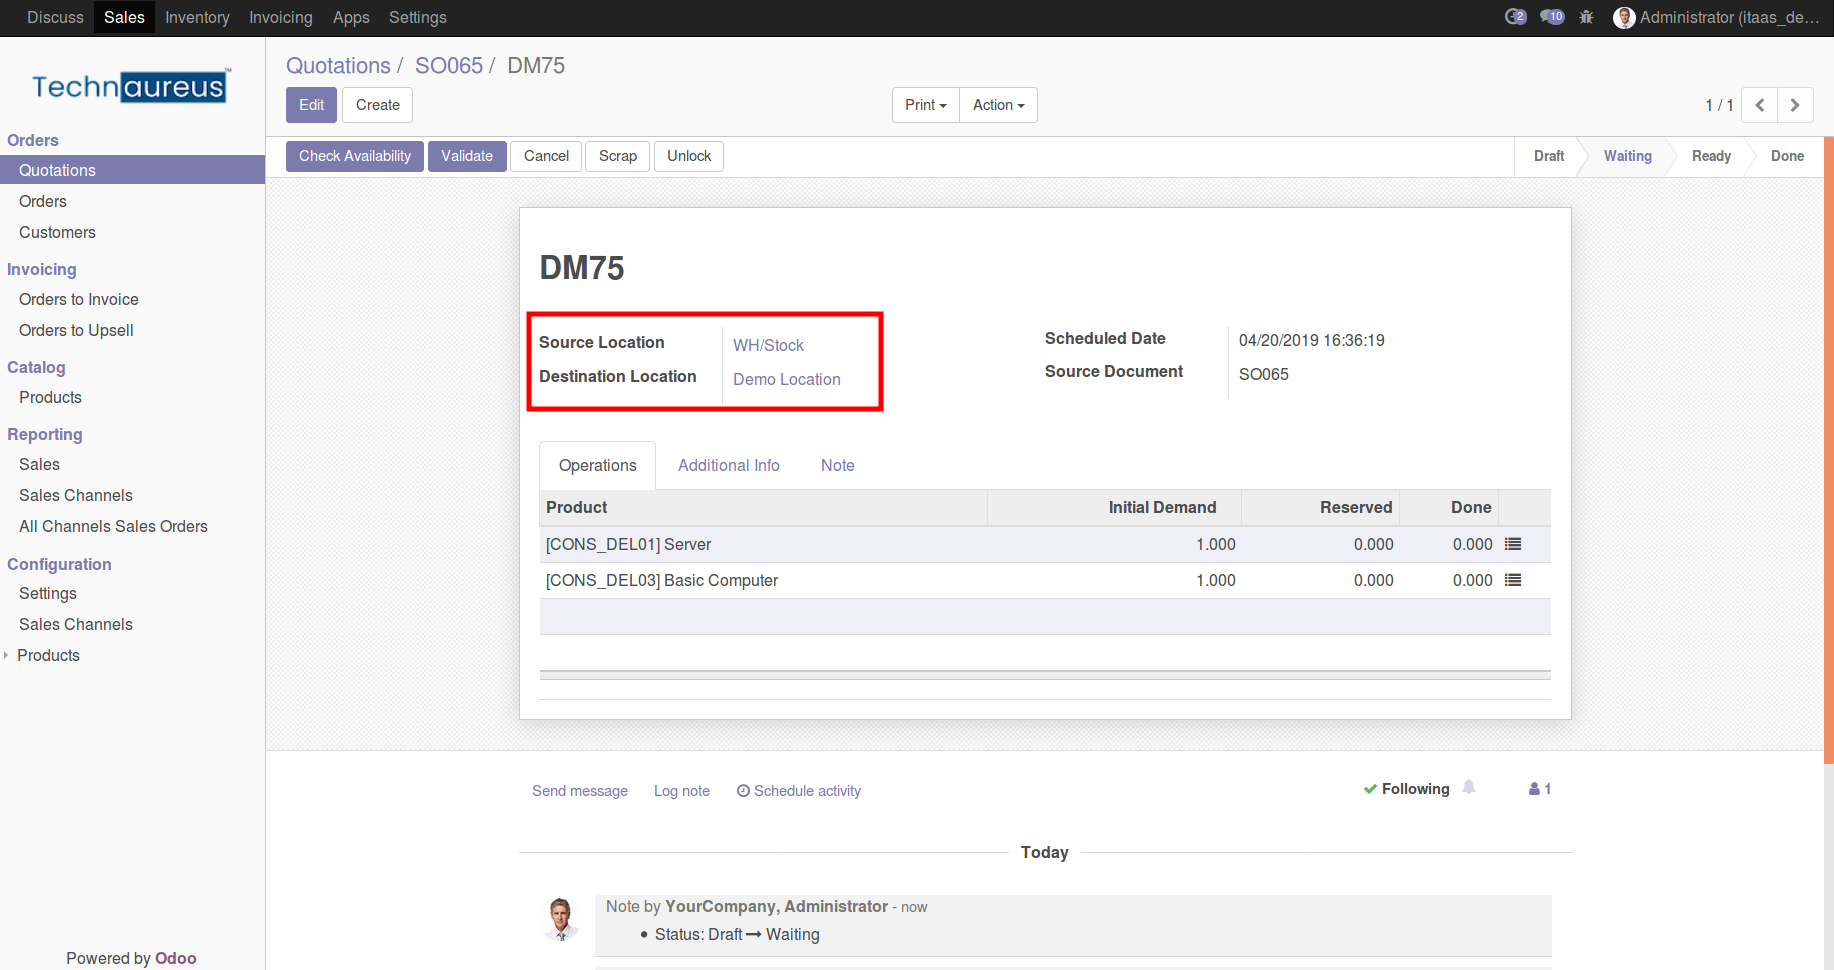 Discuss Sales Inventory Invoicing Apps Settings 2 10 Administrator (itaas_de...
Technaureus™
Quotations / SO065 / DM75
Edit Create Print Action 1 / 1
Check Availability Validate Cancel Scrap Unlock Draft Waiting Ready Done
Orders
Quotations
Orders
Customers
Invoicing
Orders to Invoice
Orders to Upsell
Catalog
Products
Reporting
Sales
Sales Channels
All Channels Sales Orders
Configuration
Settings
Sales Channels
Products
Powered by Odoo
DM75
Source Location WH/Stock
Destination Location Demo Location
Scheduled Date 04/20/2019 16:36:19
Source Document SO065
Operations Additional Info Note
Product Initial Demand Reserved Done
[CONS_DEL01] Server 1.000 0.000 0.000
[CONS_DEL03] Basic Computer 1.000 0.000 0.000
Send message Log note Schedule activity Following 1
Today
Note by YourCompany, Administrator - now
• Status: Draft → Waiting